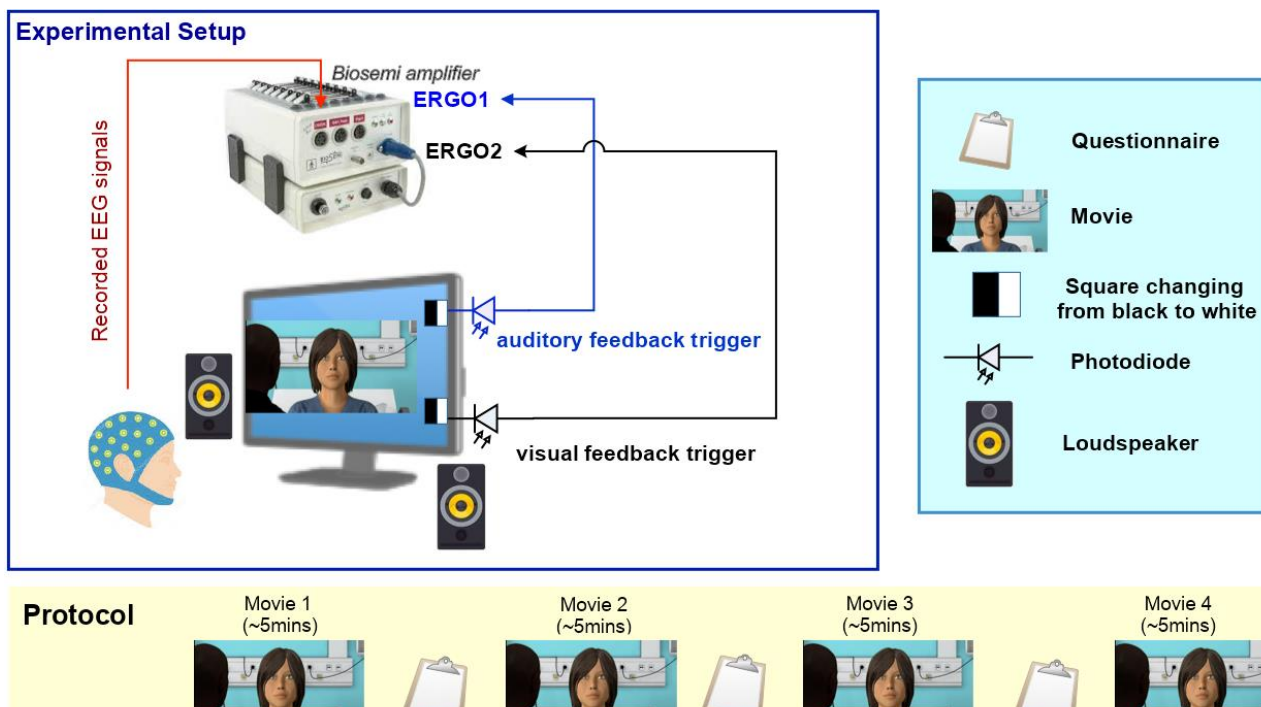 Experimental Setup
Biosemi amplifier
ERGO1
ERGO2
Recorded EEG signals
auditory feedback trigger
visual feedback trigger
Questionnaire
Movie
Square changing
from black to white
Photodiode
Loudspeaker
Protocol
Movie 1
(~5mins)
Movie 2
(~5mins)
Movie 3
(~5mins)
Movie 4
(~5mins)